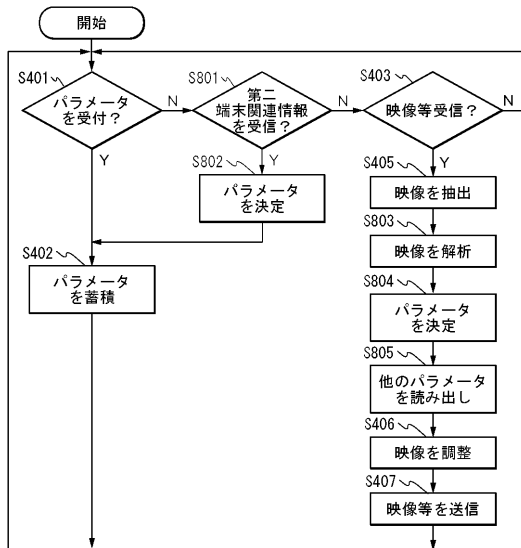 開始
S401
パラメータ
を受付？
N
Y
S801
第二
端末関連情報
を受信？
N
Y
S403
映像等受信？
N
Y
S802
パラメータ
を決定
S402
パラメータ
を蓄積
S405
映像を抽出
S803
映像を解析
S804
パラメータ
を決定
S805
他のパラメータ
を読み出し
S406
映像を調整
S407
映像等を送信